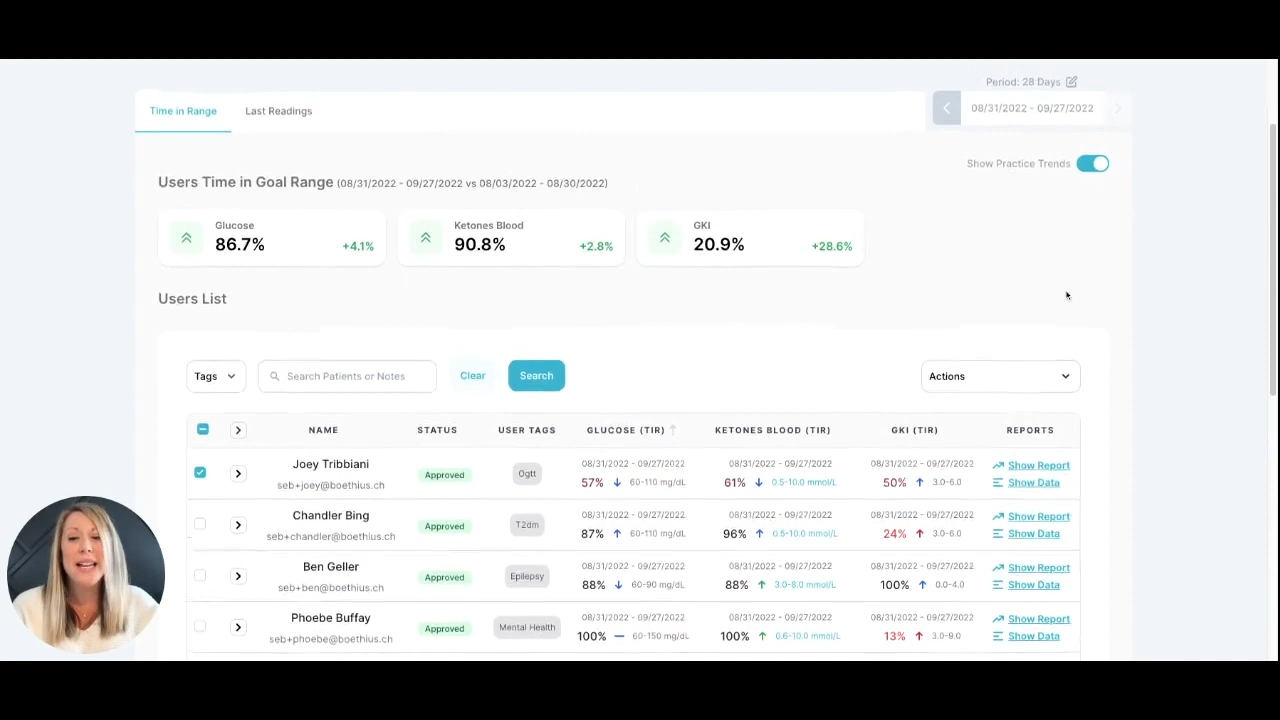 Period: 28 Days
Time in Range Last Readings 08/31/2022 - 09/27/2022
Show Practice Trends
Users Time in Goal Range (08/31/2022 - 09/27/2022 vs 08/03/2022 - 08/30/2022)
Glucose Ketones Blood GKI
86.7% +4.1% 90.8% +2.8% 20.9% +28.6%
Users List
Tags Search Patients or Notes Clear Search Actions
NAME STATUS USER TAGS GLUCOSE (TIR) KETONES BLOOD (TIR) GKI (TIR) REPORTS
Joey Tribbiani Approved Ogtt 08/31/2022 - 09/27/2022 08/31/2022 - 09/27/2022 08/31/2022 - 09/27/2022 Show Report
seb+joey@boethius.ch 57% 60-110 mg/dL 61% 0.5-10.0 mmol/L 50% 3.0-6.0 Show Data
Chandler Bing Approved T2dm 08/31/2022 - 09/27/2022 08/31/2022 - 09/27/2022 08/31/2022 - 09/27/2022 Show Report
seb+chandler@boethius.ch 87% 60-110 mg/dL 96% 0.5-10.0 mmol/L 24% 3.0-6.0 Show Data
Ben Geller Approved Epilepsy 08/31/2022 - 09/27/2022 08/31/2022 - 09/27/2022 08/31/2022 - 09/27/2022 Show Report
seb+ben@boethius.ch 88% 60-90 mg/dL 88% 3.0-8.0 mmol/L 100% 0.0-4.0 Show Data
Phoebe Buffay Approved Mental Health 08/31/2022 - 09/27/2022 08/31/2022 - 09/27/2022 08/31/2022 - 09/27/2022 Show Report
seb+phoebe@boethius.ch 100% 60-150 mg/dL 100% 0.6-10.0 mmol/L 13% 3.0-9.0 Show Data